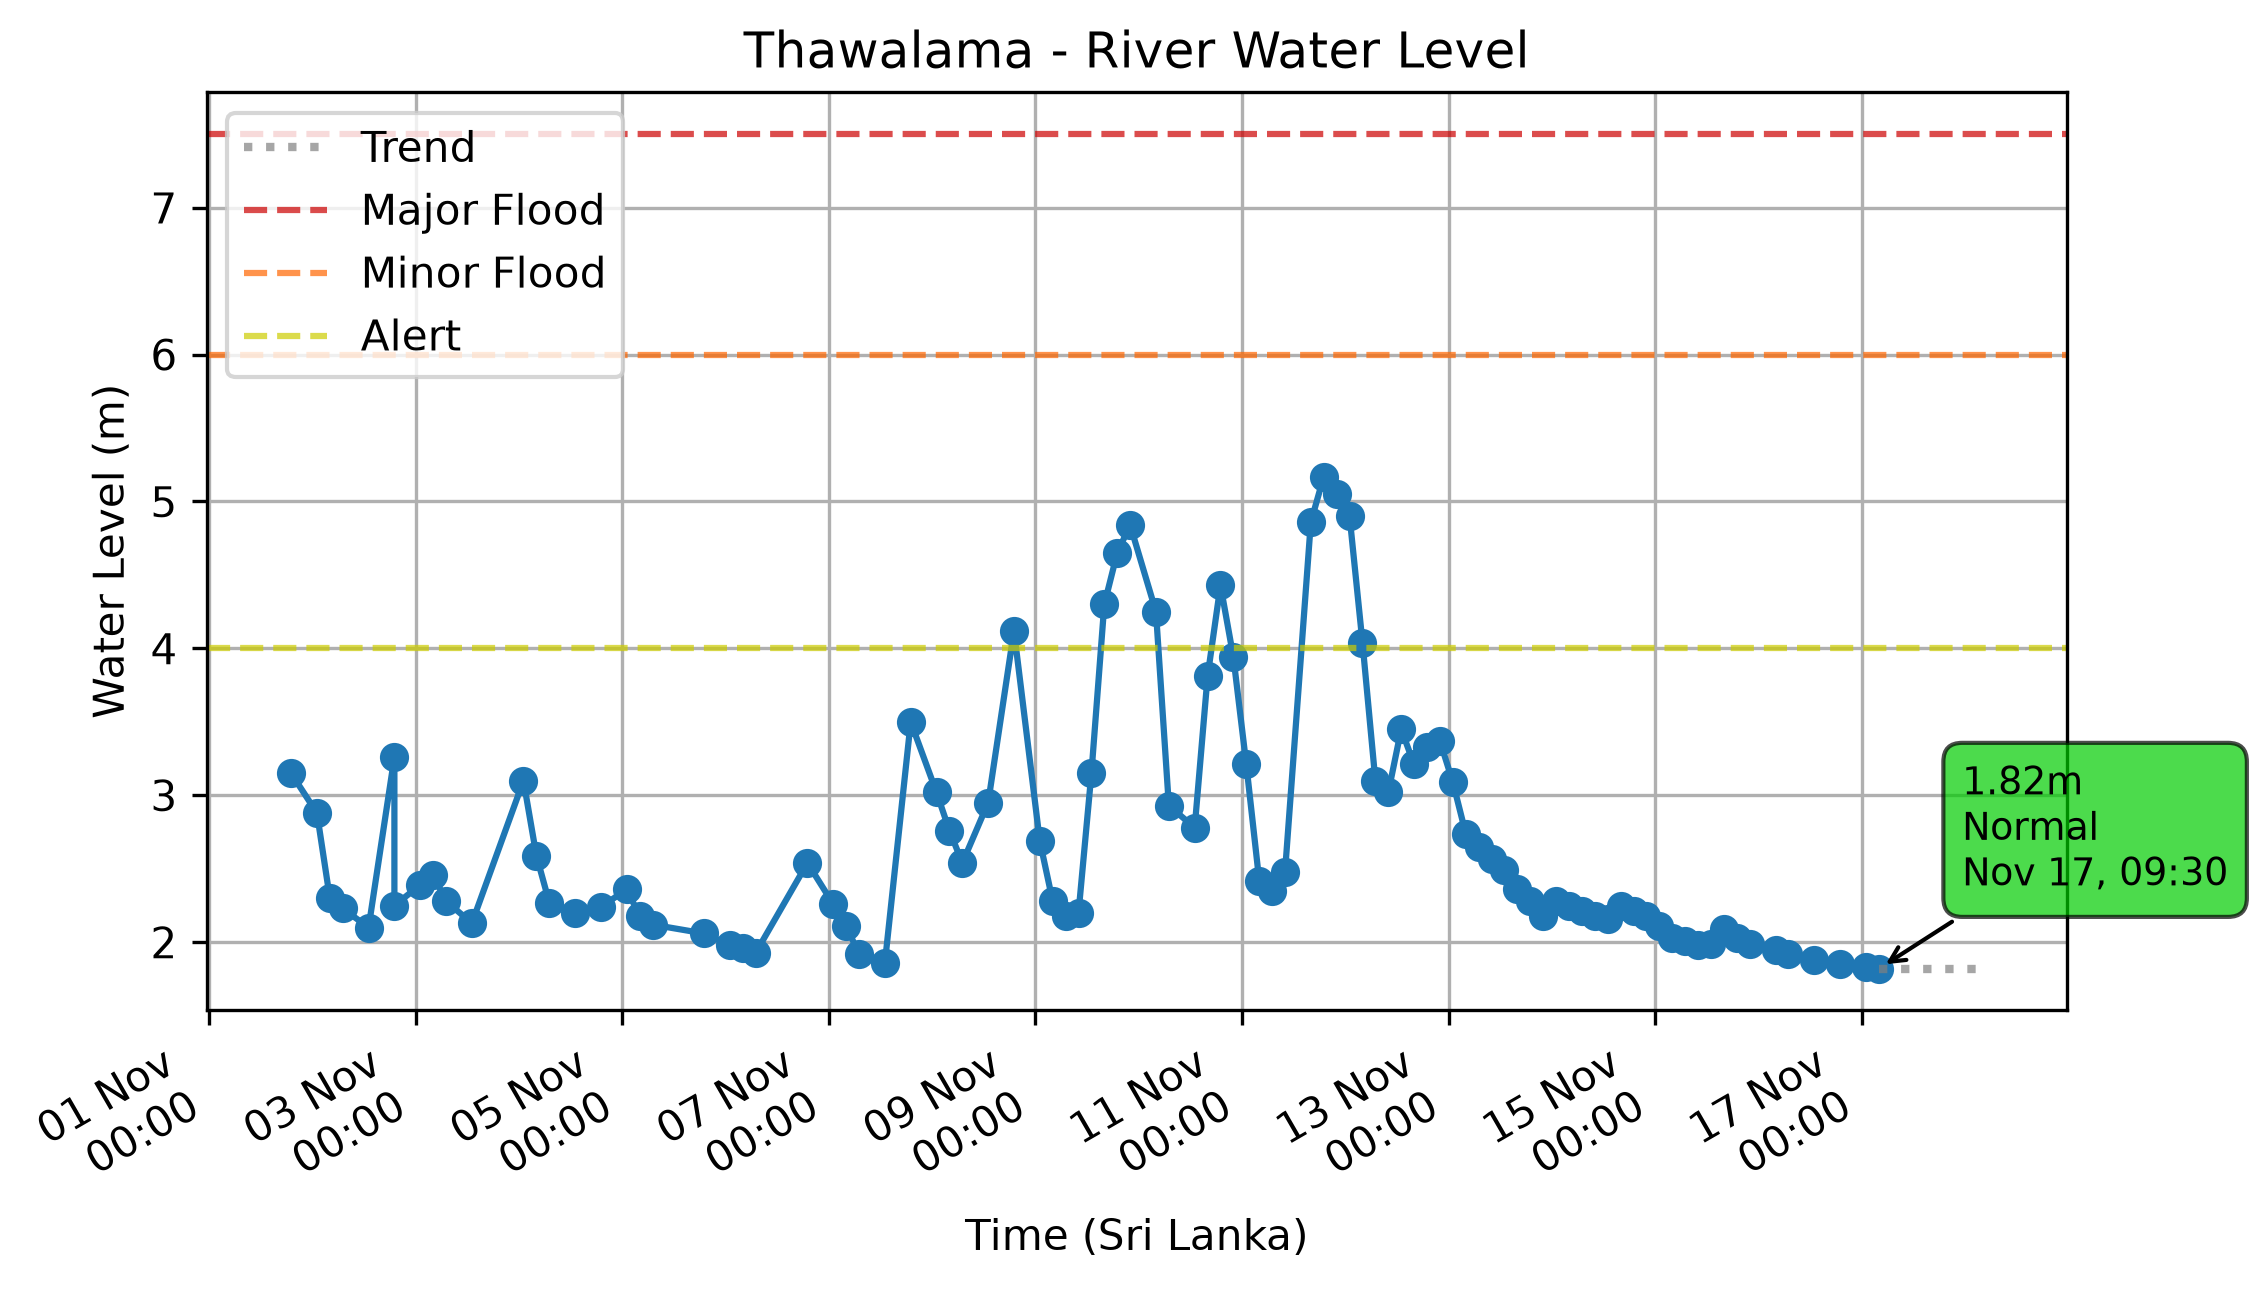 Thawalama - River Water Level
Trend
Major Flood
Minor Flood
Alert
Water Level (m)
7
6
5
4
3
2
1.82m
Normal
Nov 17, 09:30
01 Nov
00:00
03 Nov
00:00
05 Nov
00:00
07 Nov
00:00
09 Nov
00:00
11 Nov
00:00
13 Nov
00:00
15 Nov
00:00
17 Nov
00:00
Time (Sri Lanka)